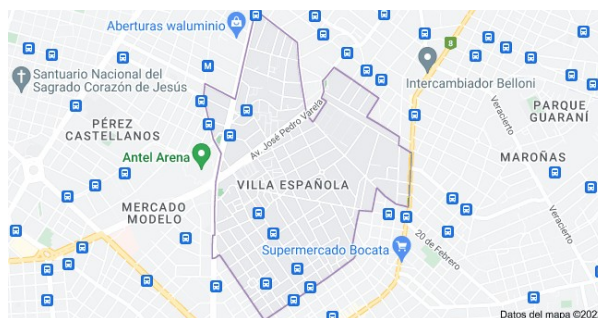 Aberturas waluminio
8
M
Santuario Nacional del
Sagrado Corazón de Jesús
Intercambiador Belloni
PARQUE
GUARANÍ
Veracierto
PÉREZ
CASTELLANOS
Av. José Pedro Varela
Antel Arena
MAROÑAS
VILLA ESPAÑOLA
MERCADO
MODELO
Veracierto
20 de Febrero
Supermercado Bocata
Datos del mapa ©202